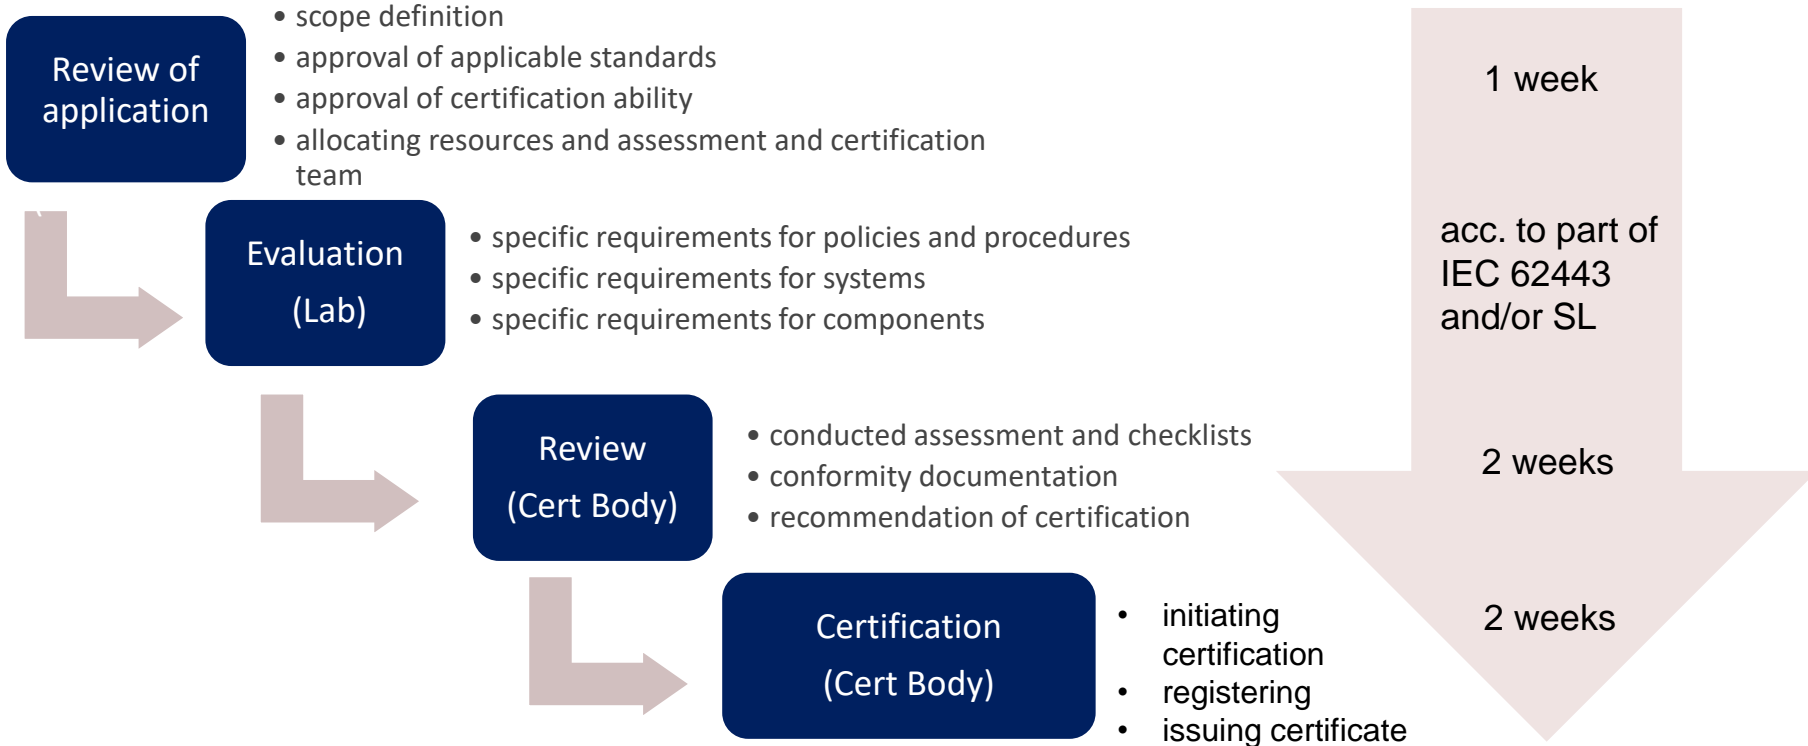 Review of
application
• scope definition
• approval of applicable standards
• approval of certification ability
• allocating resources and assessment and certification
team
1 week
Evaluation
(Lab)
• specific requirements for policies and procedures
• specific requirements for systems
• specific requirements for components
acc. to part of
IEC 62443
and/or SL
Review
(Cert Body)
• conducted assessment and checklists
• conformity documentation
• recommendation of certification
2 weeks
Certification
(Cert Body)
• initiating
certification
• registering
• issuing certificate
2 weeks